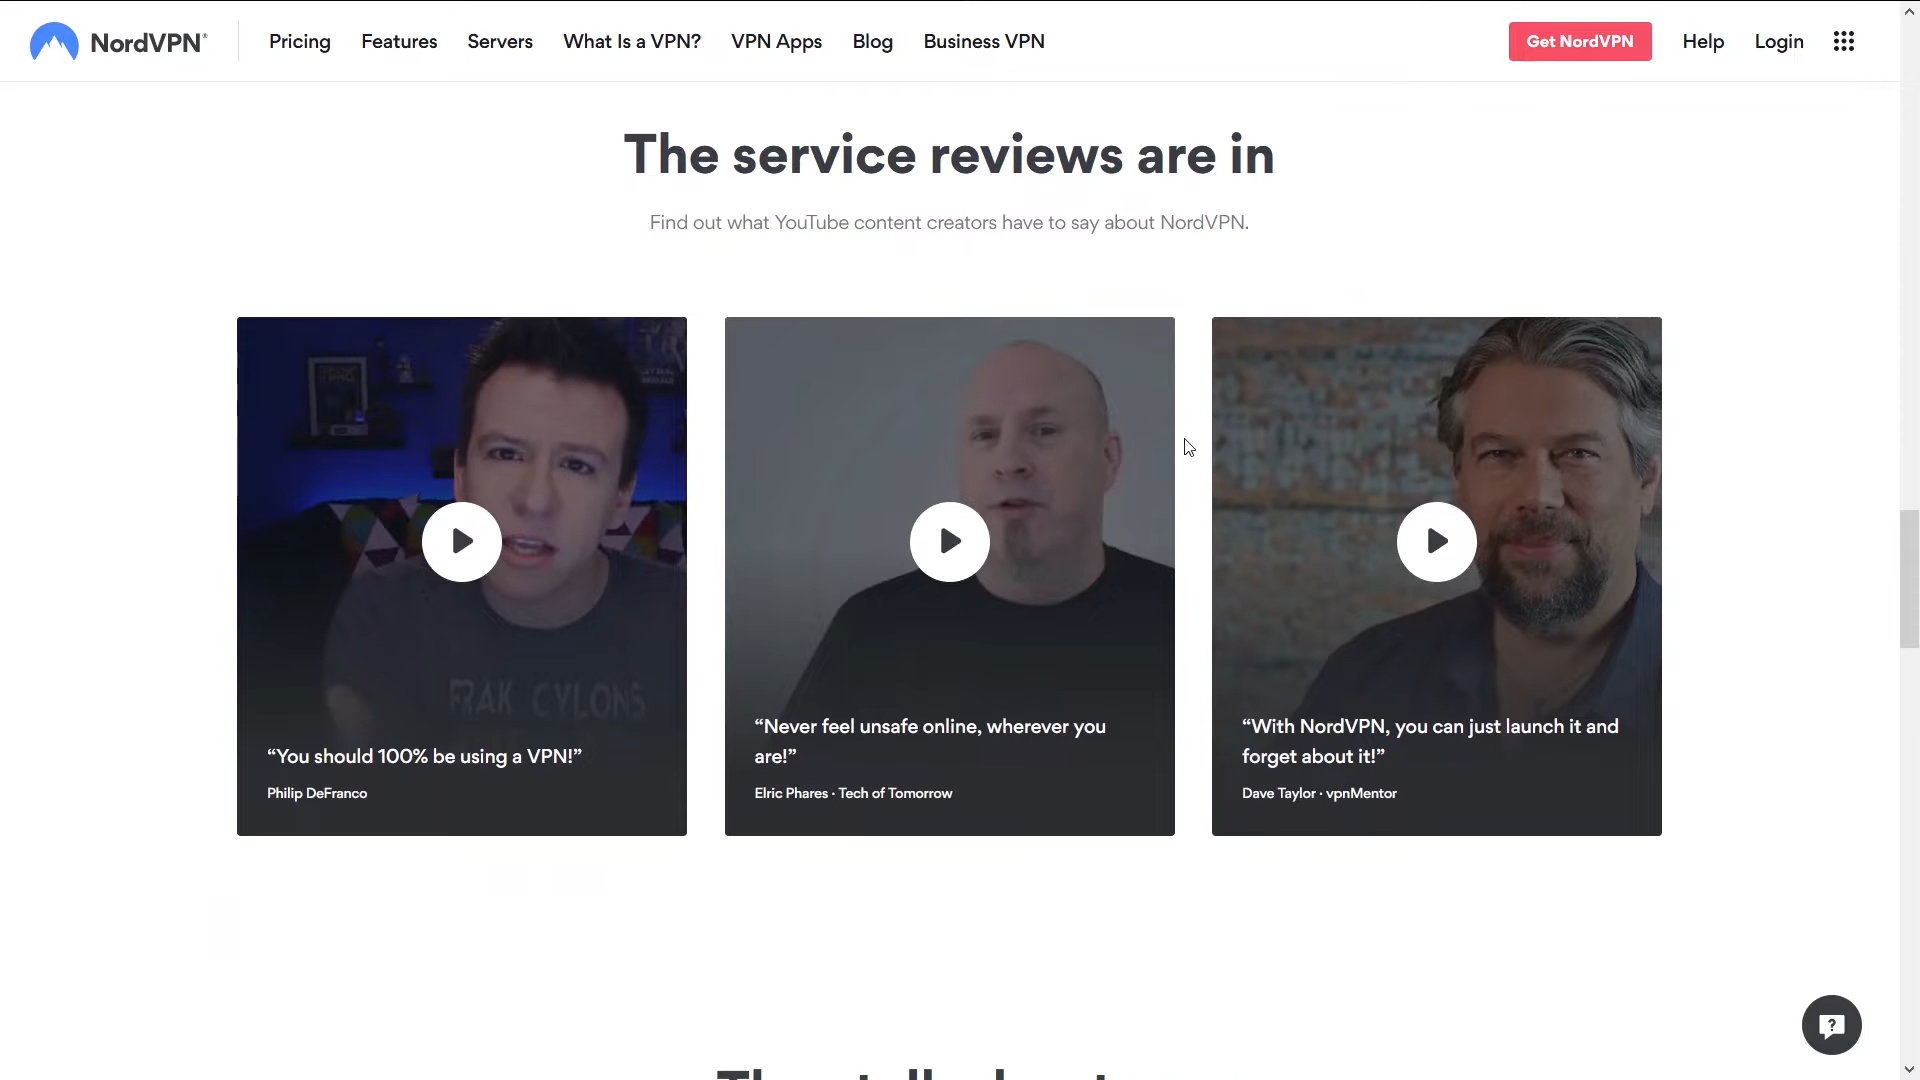 NordVPN®
Pricing
Features
Servers
What Is a VPN?
VPN Apps
Blog
Business VPN
Get NordVPN
Help
Login
The service reviews are in
Find out what YouTube content creators have to say about NordVPN.
FRAK CYLONS
“You should 100% be using a VPN!”
Philip DeFranco
“Never feel unsafe online, wherever you
are!”
Elric Phares · Tech of Tomorrow
“With NordVPN, you can just launch it and
forget about it!”
Dave Taylor · vpnMentor
?